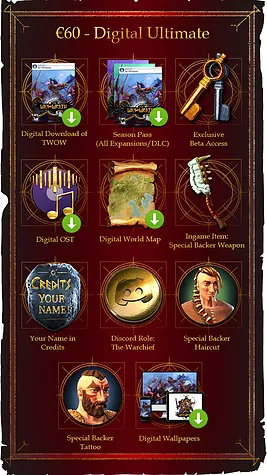 €60 - Digital Ultimate
Digital Download of
TWOW
Season Pass
(All Expansions/DLC)
Exclusive
Beta Access
Digital OST
Digital World Map
Ingame Item:
Special Backer Weapon
CREDITS
YOUR
NAME
Your Name in
Credits
Discord Role:
The Warchief
Special Backer
Haircut
Special Backer
Tattoo
Digital Wallpapers